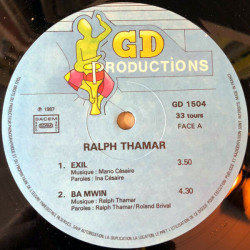 GD
PRODUCTIONS
P. 1987
SACEM
GD 1504
33 tours
FACE A
RALPH THAMAR
1. EXIL 3.50
Musique : Mano Césaire
Paroles : Ina Césaire
2. BA MWIN 4.30
Musique : Ralph Thamar
Paroles : Ralph Thamar/Roland Brival